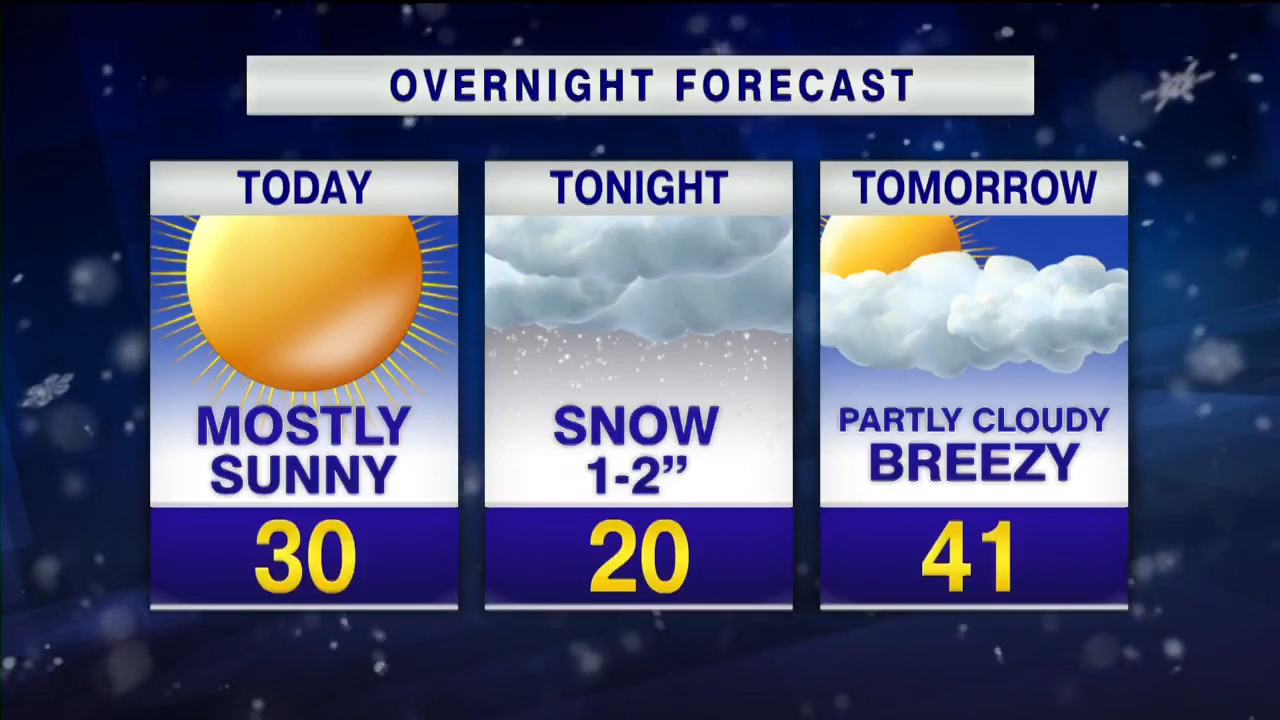 OVERNIGHT FORECAST
TODAY
MOSTLY
SUNNY
30
TONIGHT
SNOW
1-2”
20
TOMORROW
PARTLY CLOUDY
BREEZY
41